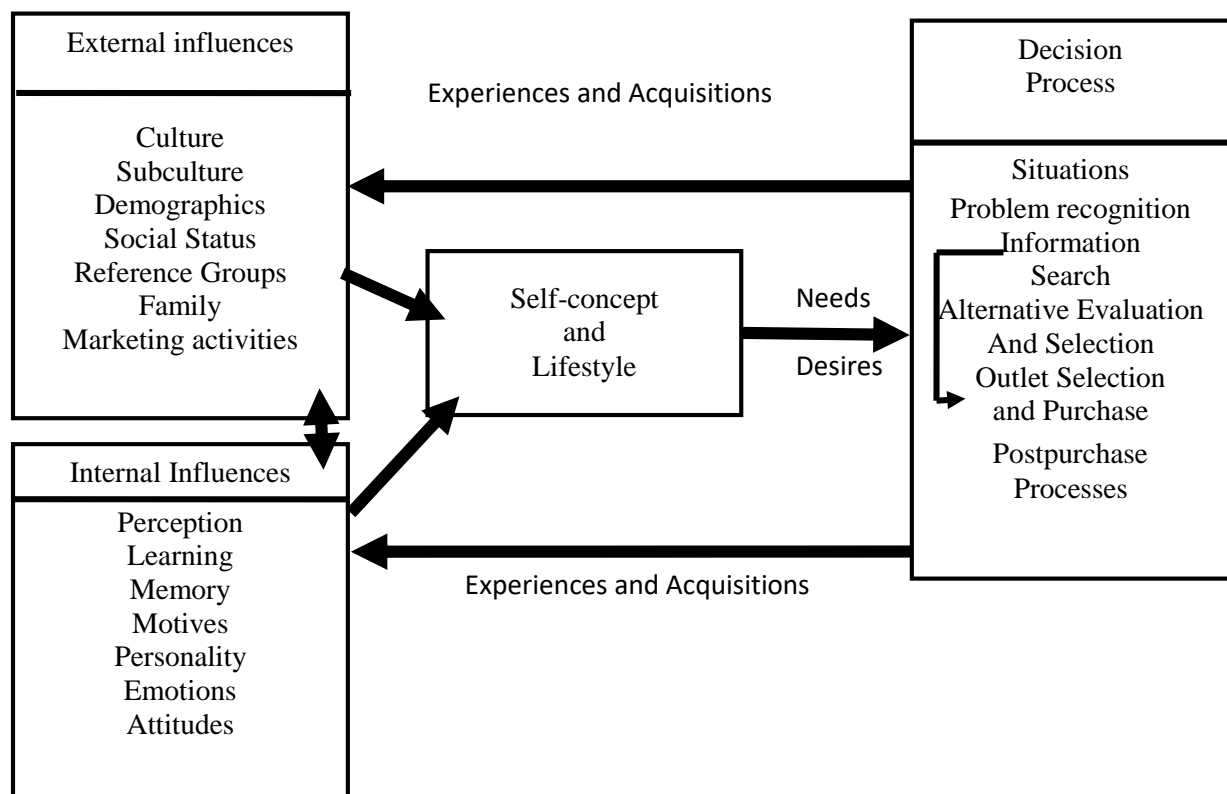 External influences
Culture
Subculture
Demographics
Social Status
Reference Groups
Family
Marketing activities
Internal Influences
Perception
Learning
Memory
Motives
Personality
Emotions
Attitudes
Experiences and Acquisitions
Self-concept
and
Lifestyle
Needs
Desires
Experiences and Acquisitions
Decision
Process
Situations
Problem recognition
Information
Search
Alternative Evaluation
And Selection
Outlet Selection
and Purchase
Postpurchase
Processes